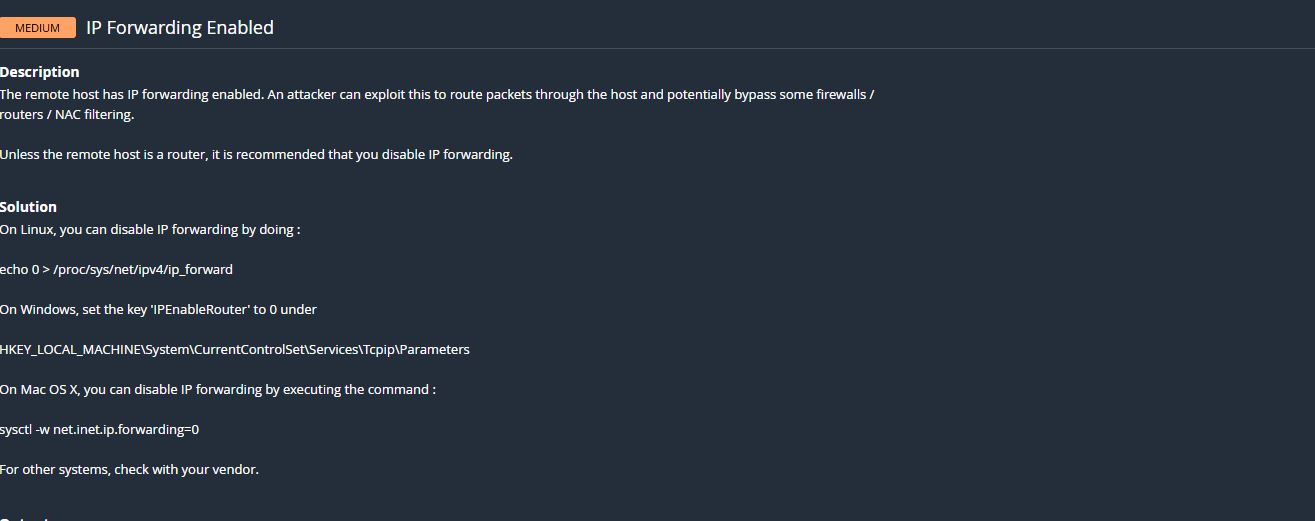 MEDIUM IP Forwarding Enabled
Description
The remote host has IP forwarding enabled. An attacker can exploit this to route packets through the host and potentially bypass some firewalls /
routers / NAC filtering.
Unless the remote host is a router, it is recommended that you disable IP forwarding.
Solution
On Linux, you can disable IP forwarding by doing :
echo 0 > /proc/sys/net/ipv4/ip_forward
On Windows, set the key 'IPEnableRouter' to 0 under
HKEY_LOCAL_MACHINE\System\CurrentControlSet\Services\Tcpip\Parameters
On Mac OS X, you can disable IP forwarding by executing the command :
sysctl -w net.inet.ip.forwarding=0
For other systems, check with your vendor.